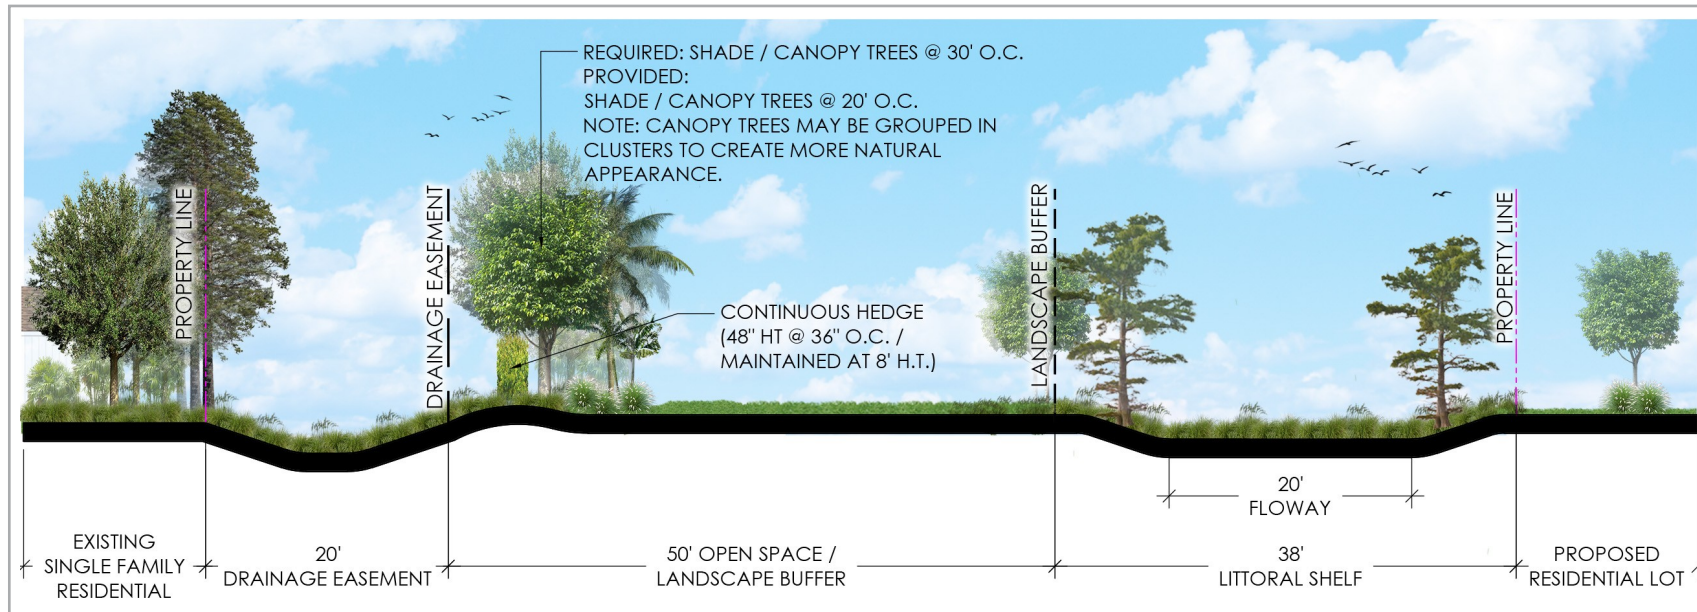 REQUIRED: SHADE / CANOPY TREES @ 30' O.C.
PROVIDED:
SHADE / CANOPY TREES @ 20' O.C.
NOTE: CANOPY TREES MAY BE GROUPED IN
CLUSTERS TO CREATE MORE NATURAL
APPEARANCE.
PROPERTY LINE
DRAINAGE EASEMENT
LANDSCAPE BUFFER
PROPERTY LINE
CONTINUOUS HEDGE
(48" HT @ 36" O.C. /
MAINTAINED AT 8' H.T.)
20'
FLOWAY
EXISTING
SINGLE FAMILY
RESIDENTIAL
20'
DRAINAGE EASEMENT
50' OPEN SPACE /
LANDSCAPE BUFFER
38'
LITTORAL SHELF
PROPOSED
RESIDENTIAL LOT